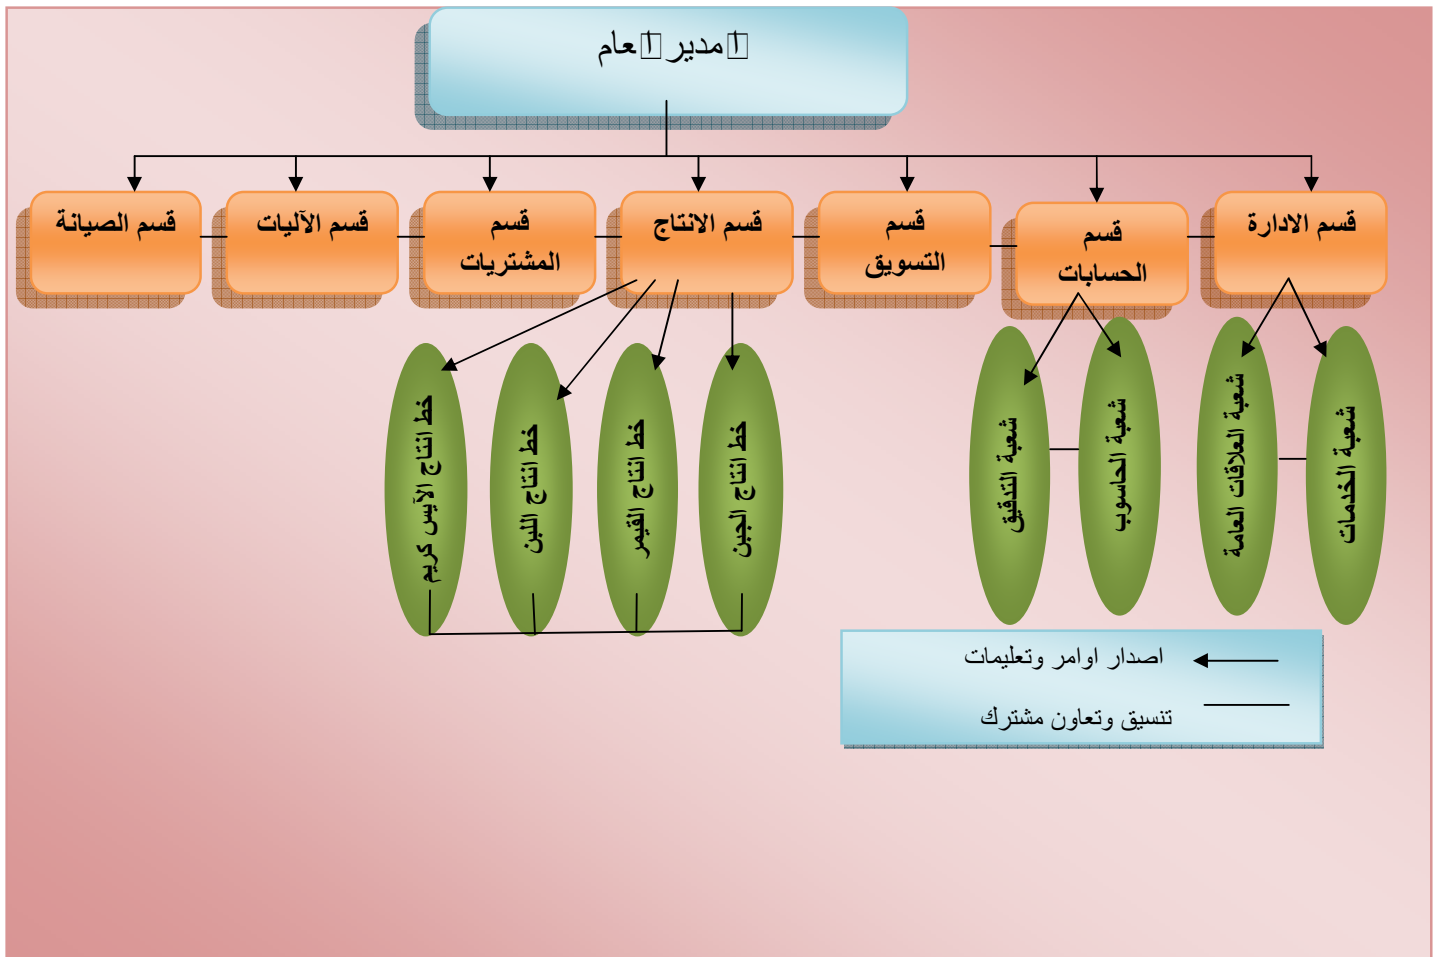 المدير العام
قسم الادارة
قسم
الحسابات
قسم
التسويق
قسم الانتاج
قسم
المشتريات
قسم الآليات
قسم الصيانة
شعبة الخدمات
شعبة العلاقات العامة
شعبة الحاسوب
شعبة التدقيق
خط انتاج الجبن
خط انتاج القيمر
خط انتاج اللبن
خط انتاج الآيس كريم
اصدار اوامر وتعليمات
تنسيق وتعاون مشترك